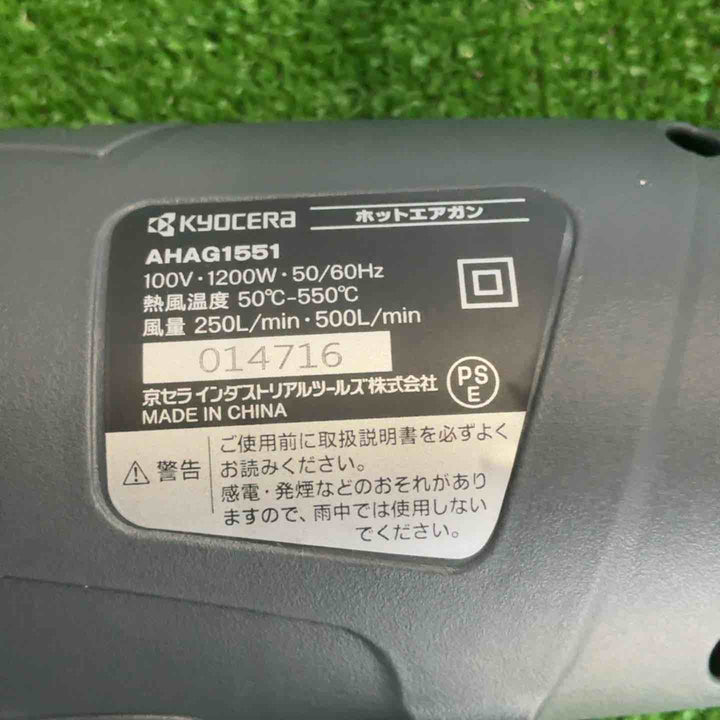 KYOCERA ホットエアガン
AHAG1551
100V・1200W・50/60Hz
熱風温度 50℃-550℃
風量 250L/min・500L/min
014716
京セラ インダストリアルツールズ株式会社
PS
E
MADE IN CHINA
⚠ 警告
ご使用前に取扱説明書を必ずよく
お読みください。
感電・発煙などのおそれがあり
ますので、雨中では使用しない
でください。